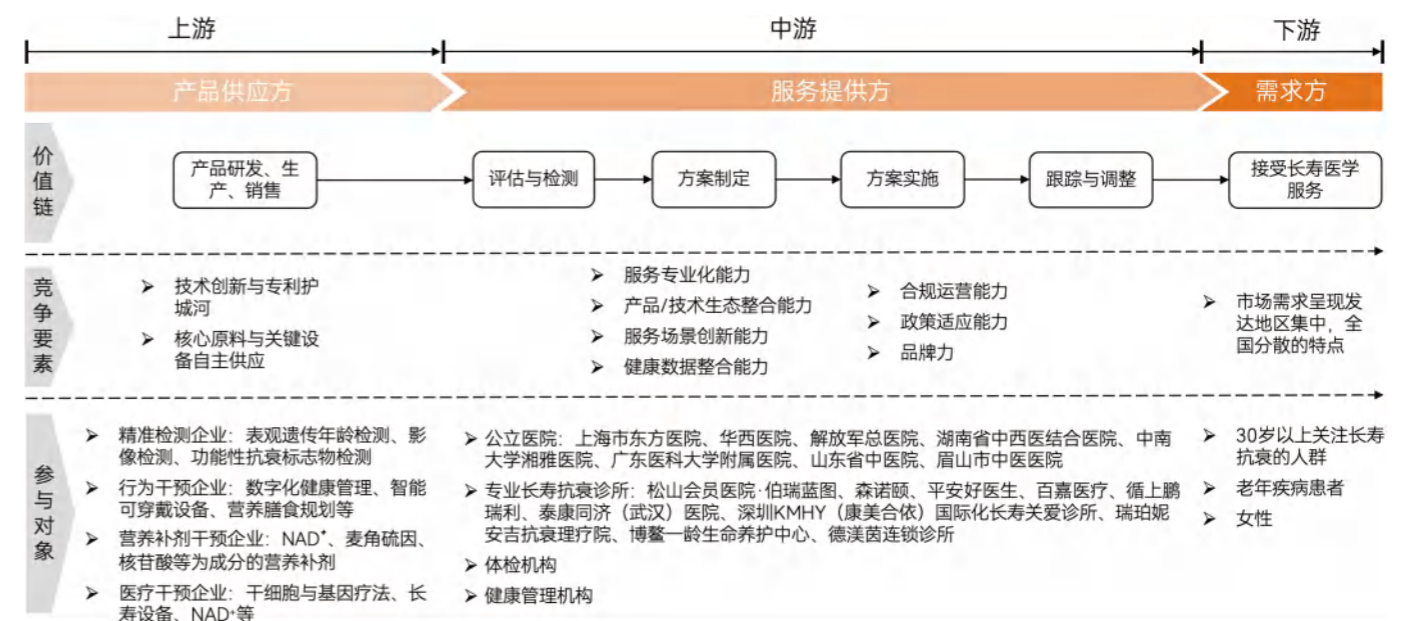 上游
中游
下游
产品供应方
服务提供方
需求方
价值链
产品研发、生
产、销售
评估与检测
方案制定
方案实施
跟踪与调整
接受长寿医学
服务
竞争要素
➢ 技术创新与专利护
城河
➢ 核心原料与关键设
备自主供应
➢ 服务专业化能力
➢ 产品/技术生态整合能力
➢ 服务场景创新能力
➢ 健康数据整合能力
➢ 合规运营能力
➢ 政策适应能力
➢ 品牌力
➢ 市场需求呈现发
达地区集中，全
国分散的特点
参与对象
➢ 精准检测企业：表观遗传年龄检测、影
像检测、功能性抗衰标志物检测
➢ 行为干预企业：数字化健康管理、智能
可穿戴设备、营养膳食规划等
➢ 营养补剂干预企业：NAD⁺、麦角硫因、
核苷酸等为成分的营养补剂
➢ 医疗干预企业：干细胞与基因疗法、长
寿设备、NAD⁺等
➢ 公立医院：上海市东方医院、华西医院、解放军总医院、湖南省中西医结合医院、中南
大学湘雅医院、广东医科大学附属医院、山东省中医院、眉山市中医医院
➢ 专业长寿抗衰诊所：松山会员医院·伯瑞蓝图、森诺颐、平安好医生、百嘉医疗、循上鹏
瑞利、泰康同济（武汉）医院、深圳KMHY（康美合依）国际化长寿关爱诊所、瑞珀妮
安吉抗衰理疗院、博鳌一龄生命养护中心、德渼茵连锁诊所
➢ 体检机构
➢ 健康管理机构
➢ 30岁以上关注长寿
抗衰的人群
➢ 老年疾病患者
➢ 女性